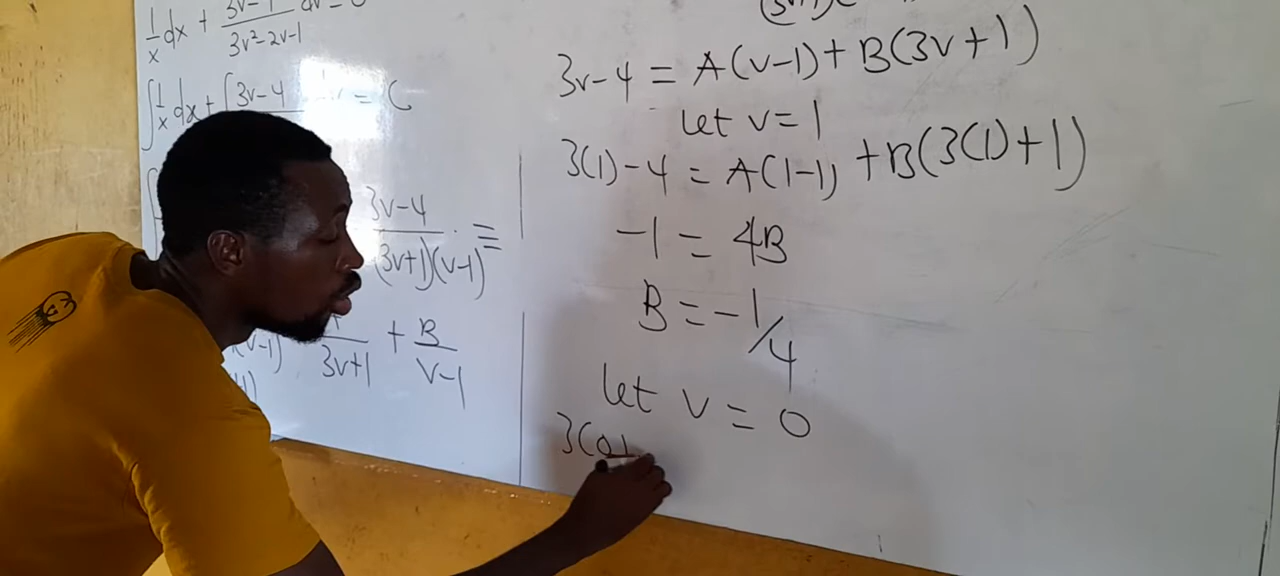 1/x dx + 3v-1 / 3v²-2v-1 dv = 0
∫ 1/x dx + ∫ 3v-4 = C
3v-4 / (3v+1)(v-1) ≡
(v-1) / 3v+1 + B / v-1
3v-4 = A(v-1)+B(3v+1)
let v=1
3(1)-4 = A(1-1) +B(3(1)+1)
-1 = 4B
B = -1/4
let v = 0
3(0)